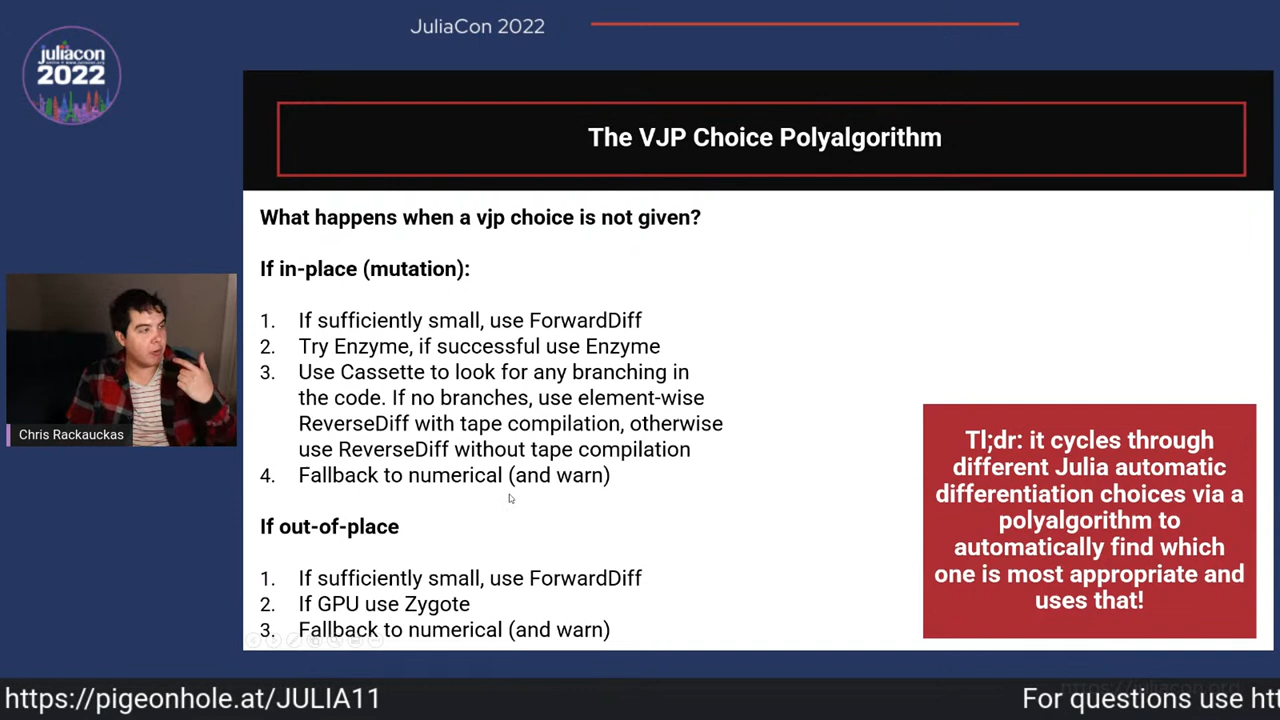 JuliaCon 2022
juliacon
2022
The VJP Choice Polyalgorithm
What happens when a vjp choice is not given?
If in-place (mutation):
1. If sufficiently small, use ForwardDiff
2. Try Enzyme, if successful use Enzyme
3. Use Cassette to look for any branching in
the code. If no branches, use element-wise
ReverseDiff with tape compilation, otherwise
use ReverseDiff without tape compilation
4. Fallback to numerical (and warn)
If out-of-place
1. If sufficiently small, use ForwardDiff
2. If GPU use Zygote
3. Fallback to numerical (and warn)
Tl;dr: it cycles through
different Julia automatic
differentiation choices via a
polyalgorithm to
automatically find which
one is most appropriate and
uses that!
Chris Rackauckas
https://juliacon.org
https://pigeonhole.at/JULIA11
For questions use htt